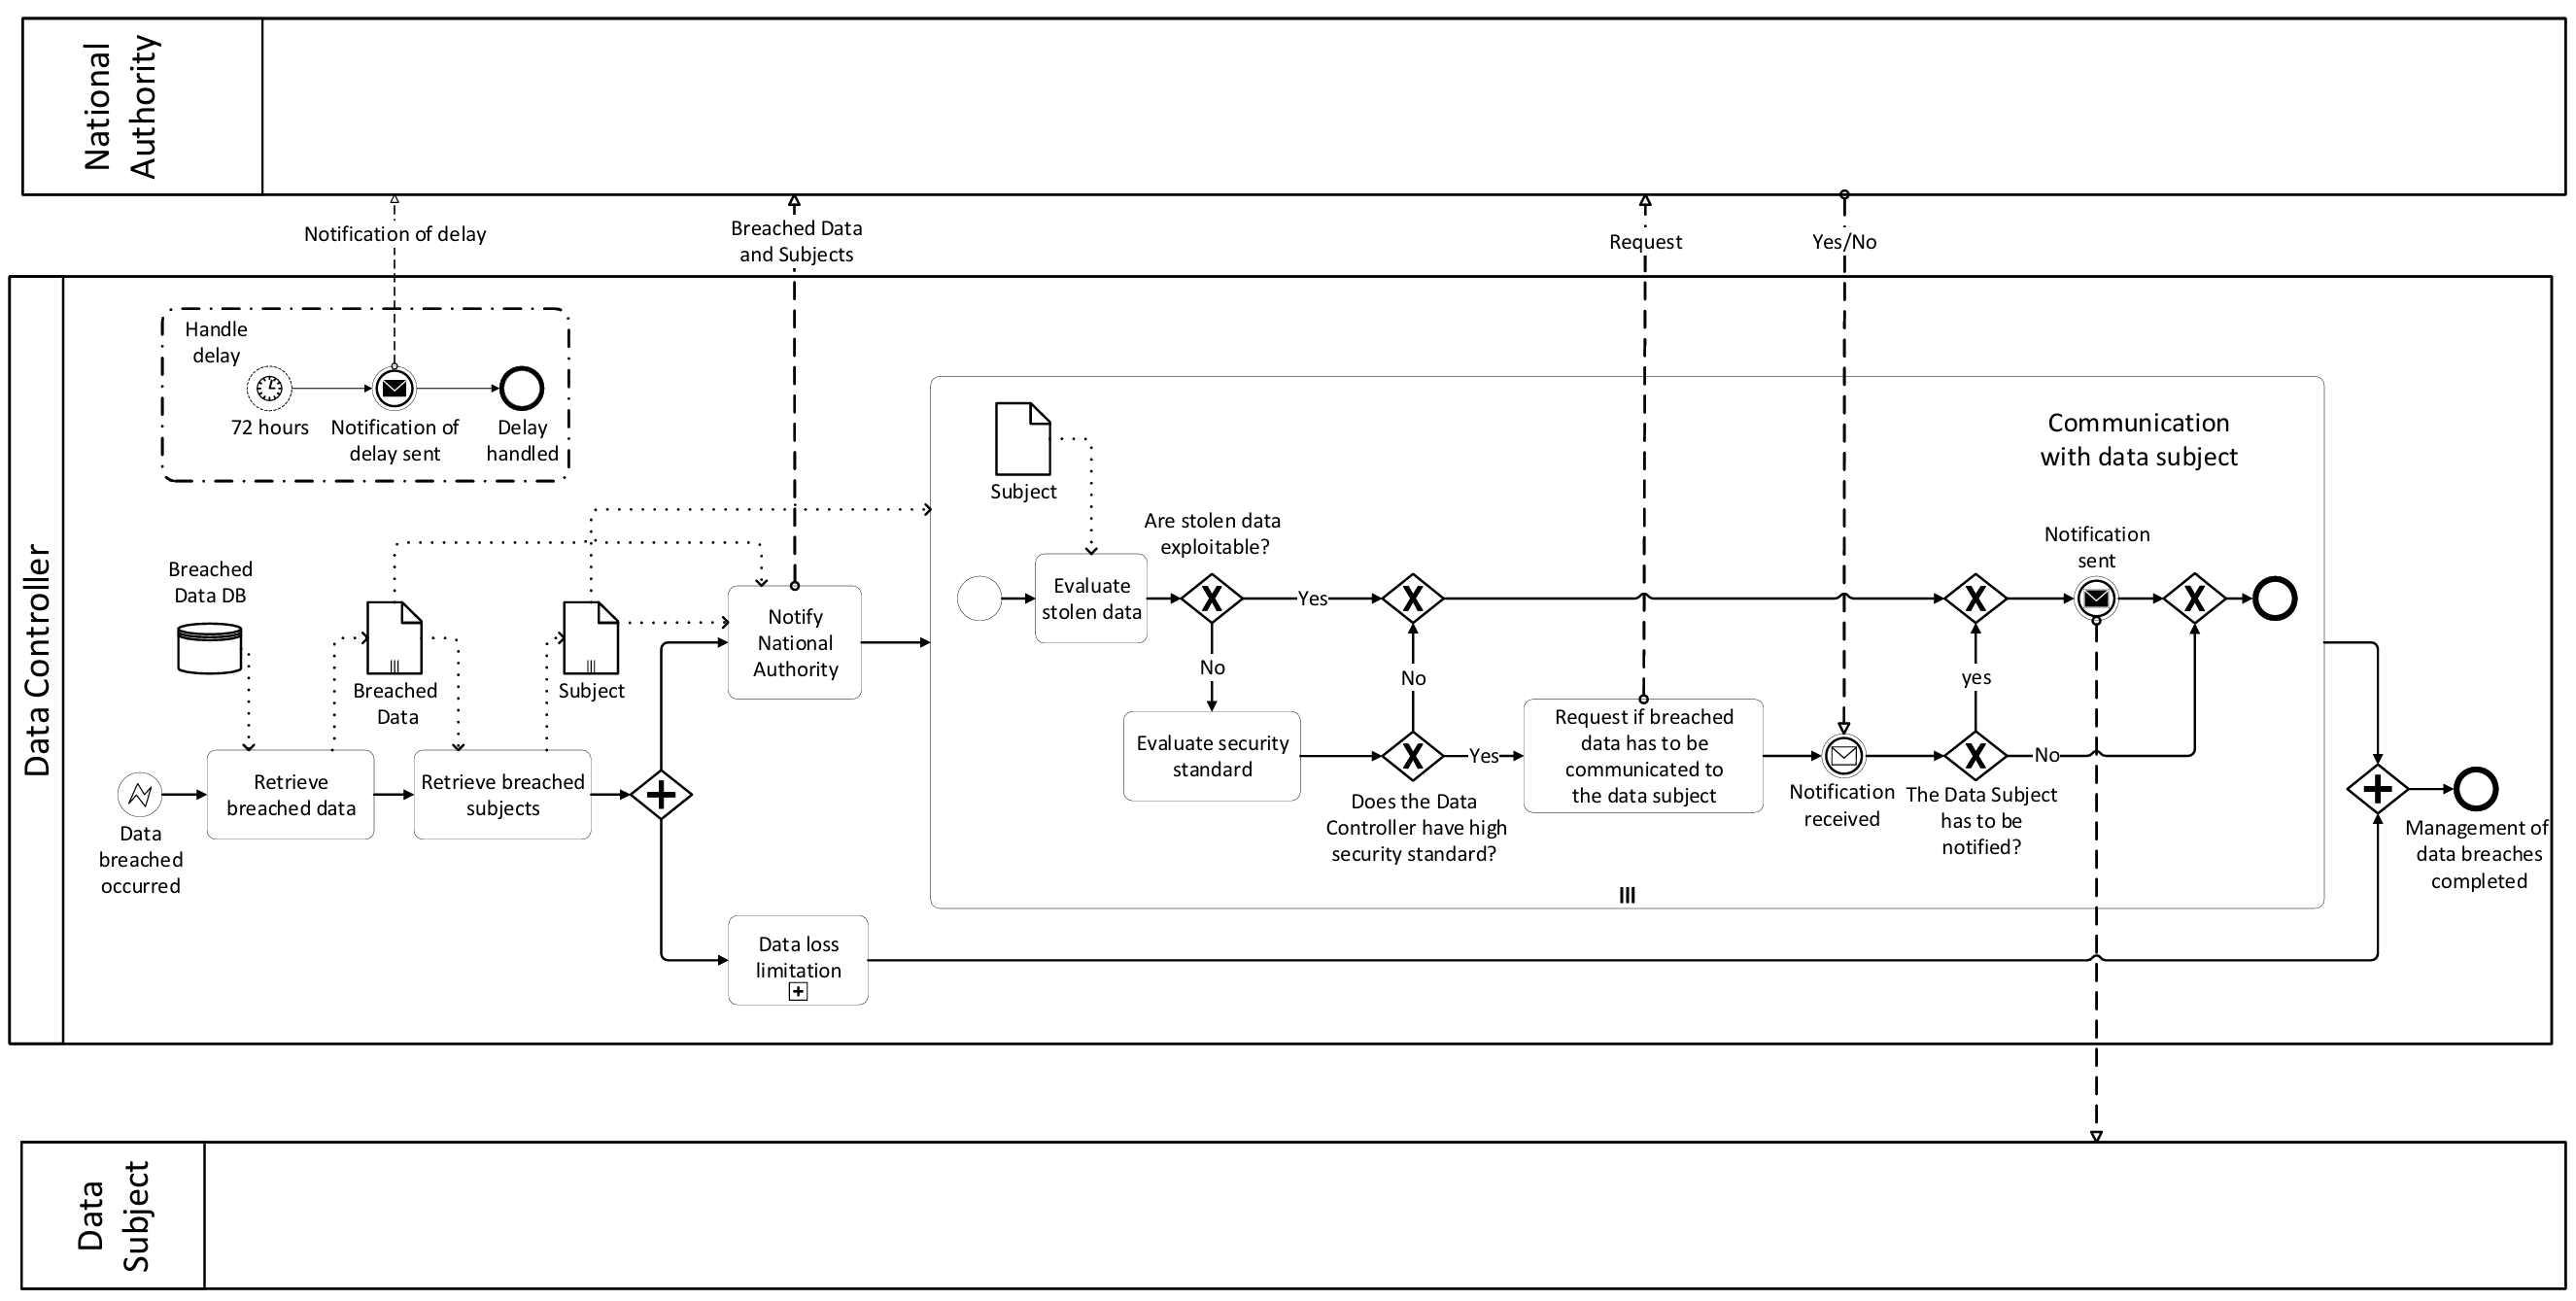 National
Authority
Notification of delay
Breached Data
and Subjects
Request
Yes/No
Data Controller
Handle
delay
72 hours
Notification of
delay sent
Delay
handled
Communication
with data subject
Subject
Are stolen data
exploitable?
Notification
sent
Breached
Data DB
Evaluate
stolen data
Yes
Notify
National
Authority
No
No
yes
Breached
Data
Subject
Evaluate security
standard
Yes
Request if breached
data has to be
communicated to
the data subject
No
Retrieve
breached data
Retrieve breached
subjects
Data
breached
occurred
Does the Data
Controller have high
security standard?
Notification
received
The Data Subject
has to be
notified?
Management of
data breaches
completed
Data loss
limitation
Data
Subject